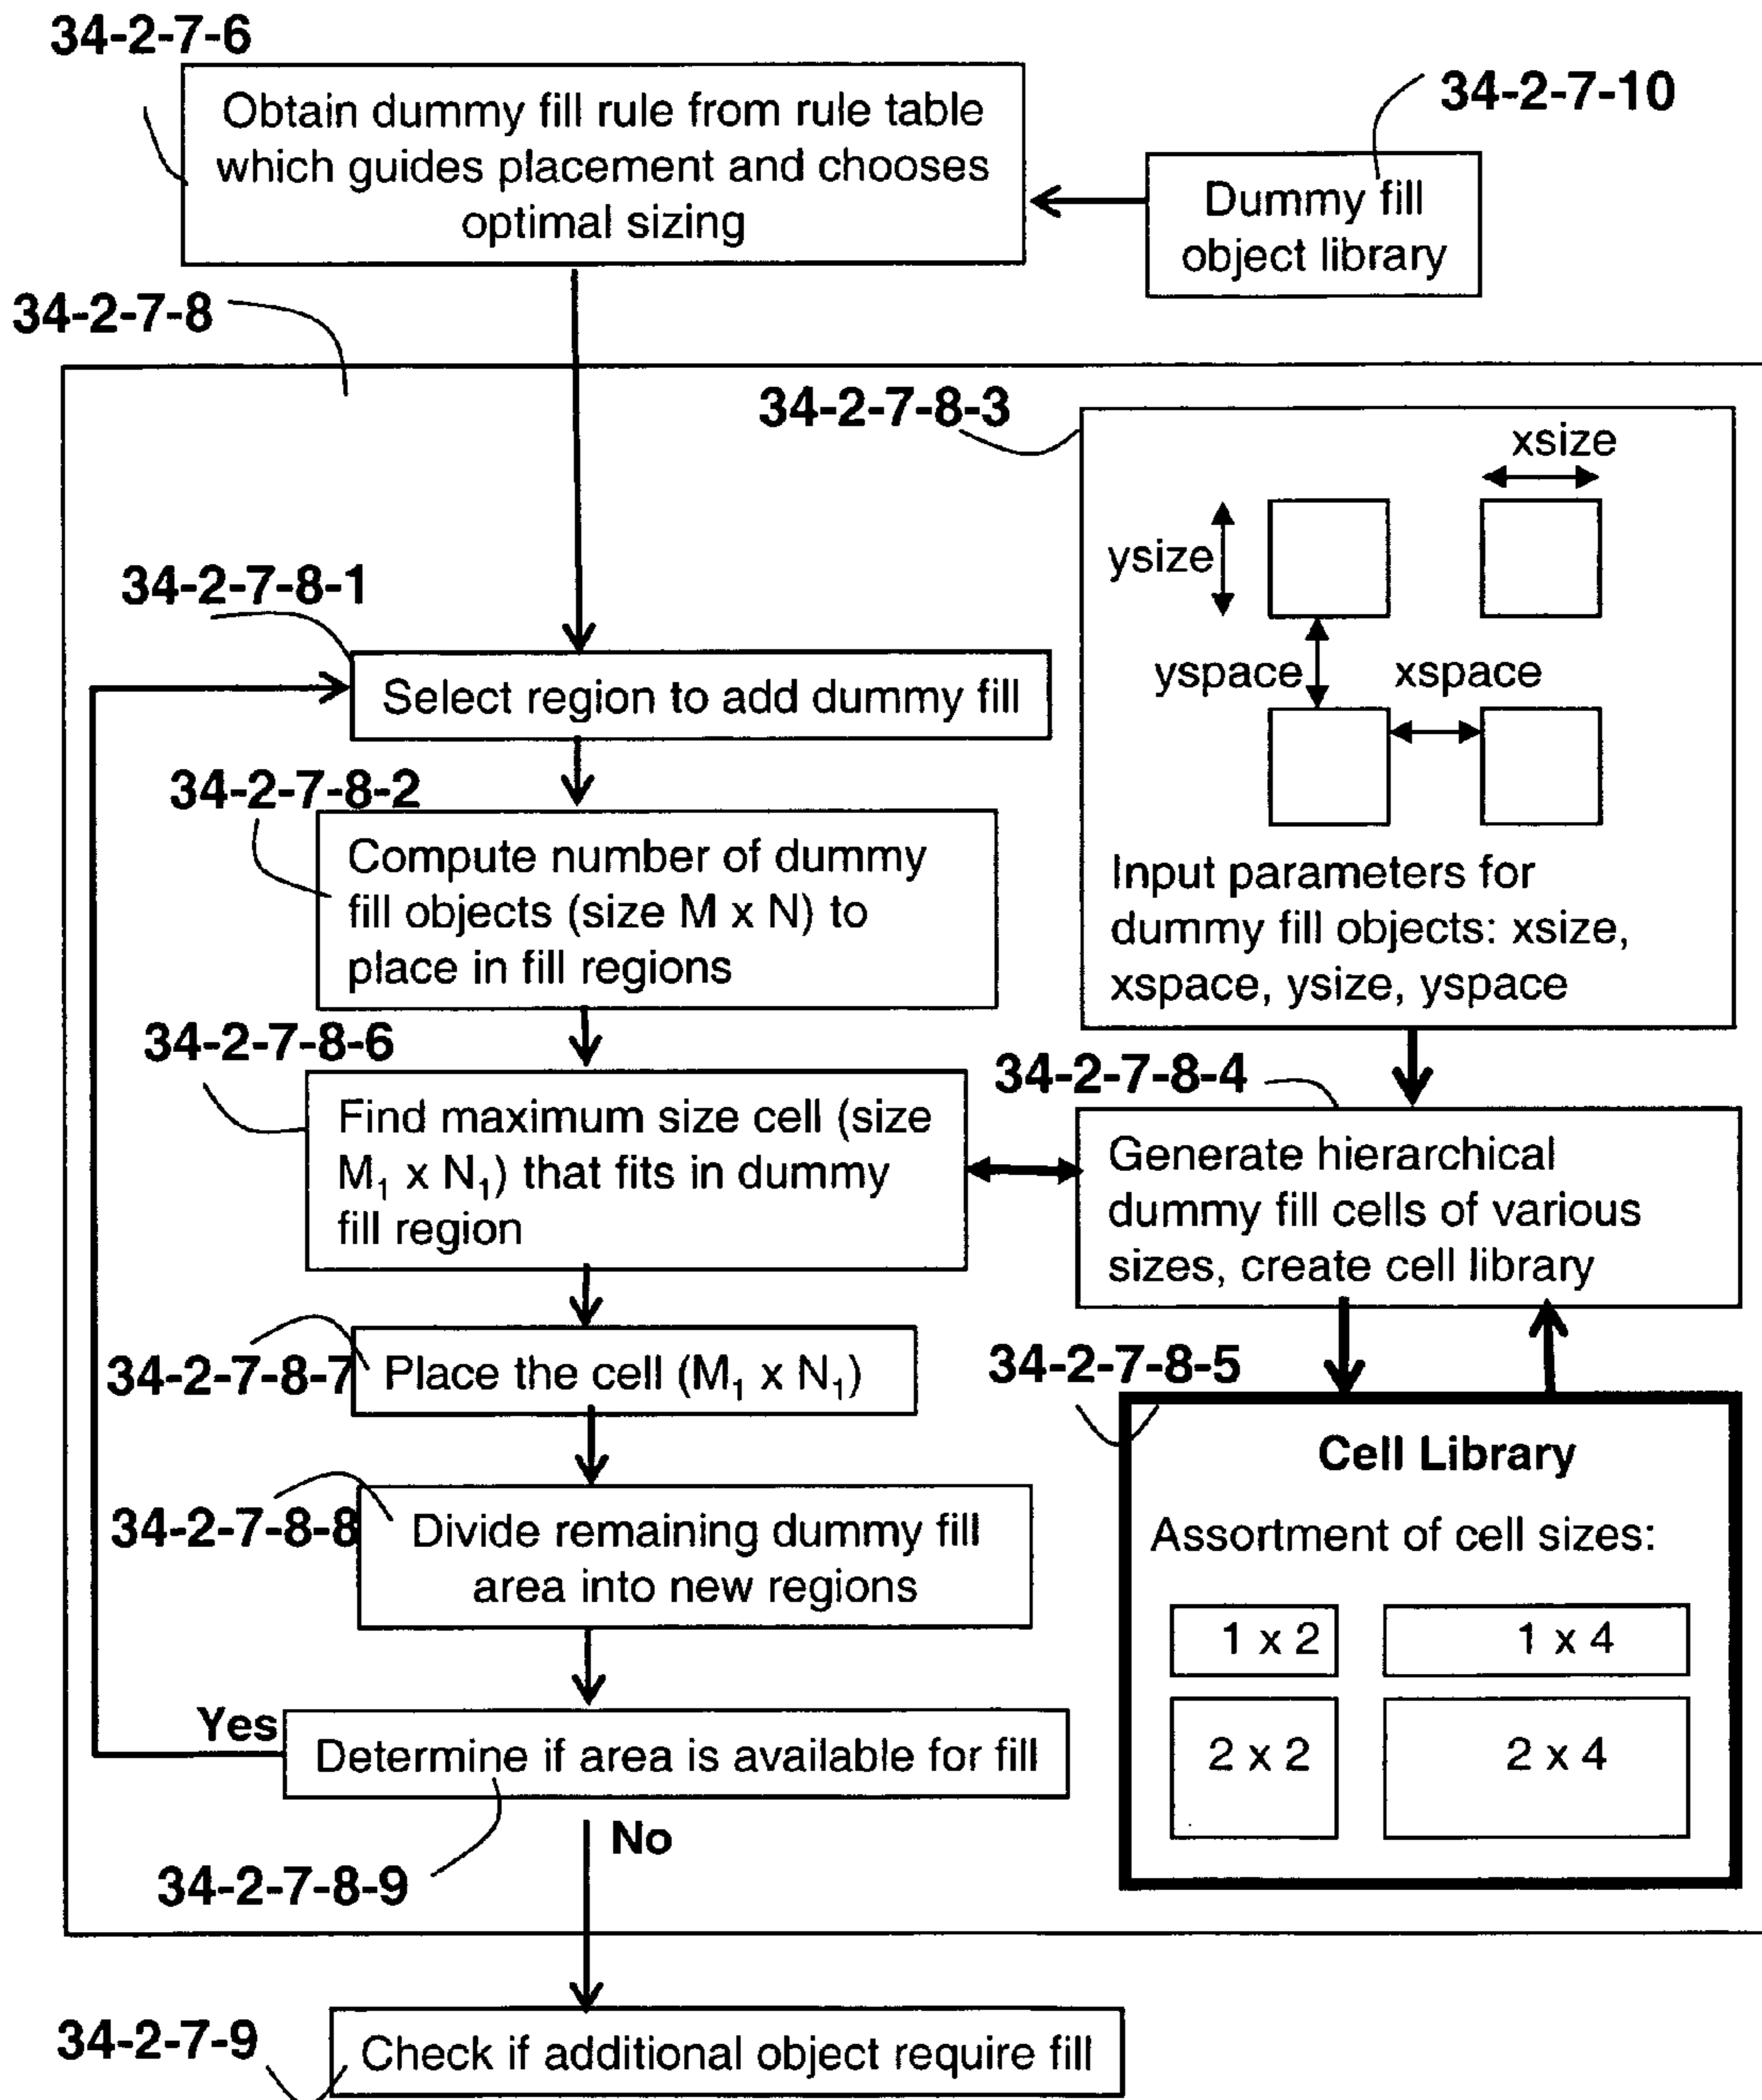 34-2-7-6
Obtain dummy fill rule from rule table
which guides placement and chooses
optimal sizing
34-2-7-10
Dummy fill
object library
34-2-7-8
34-2-7-8-3
xsize
ysize
yspace
xspace
Input parameters for
dummy fill objects: xsize,
xspace, ysize, yspace
34-2-7-8-1
Select region to add dummy fill
34-2-7-8-2
Compute number of dummy
fill objects (size M x N) to
place in fill regions
34-2-7-8-6
Find maximum size cell (size
M₁ x N₁) that fits in dummy
fill region
34-2-7-8-4
Generate hierarchical
dummy fill cells of various
sizes, create cell library
34-2-7-8-7
Place the cell (M₁ x N₁)
34-2-7-8-5
Cell Library
Assortment of cell sizes:
1 x 2
1 x 4
2 x 2
2 x 4
34-2-7-8-8
Divide remaining dummy fill
area into new regions
Yes
Determine if area is available for fill
No
34-2-7-8-9
34-2-7-9
Check if additional object require fill